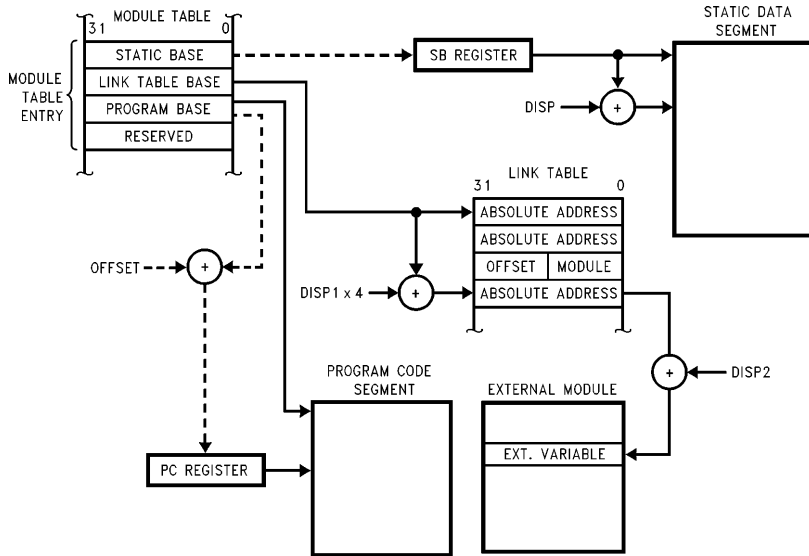 MODULE TABLE
31 0
STATIC BASE
LINK TABLE BASE
PROGRAM BASE
RESERVED
MODULE
TABLE
ENTRY
SB REGISTER
STATIC DATA
SEGMENT
DISP
+
LINK TABLE
31 0
ABSOLUTE ADDRESS
ABSOLUTE ADDRESS
OFFSET MODULE
ABSOLUTE ADDRESS
OFFSET
+
DISP1 x 4
+
+
DISP2
PROGRAM CODE
SEGMENT
EXTERNAL MODULE
EXT. VARIABLE
PC REGISTER